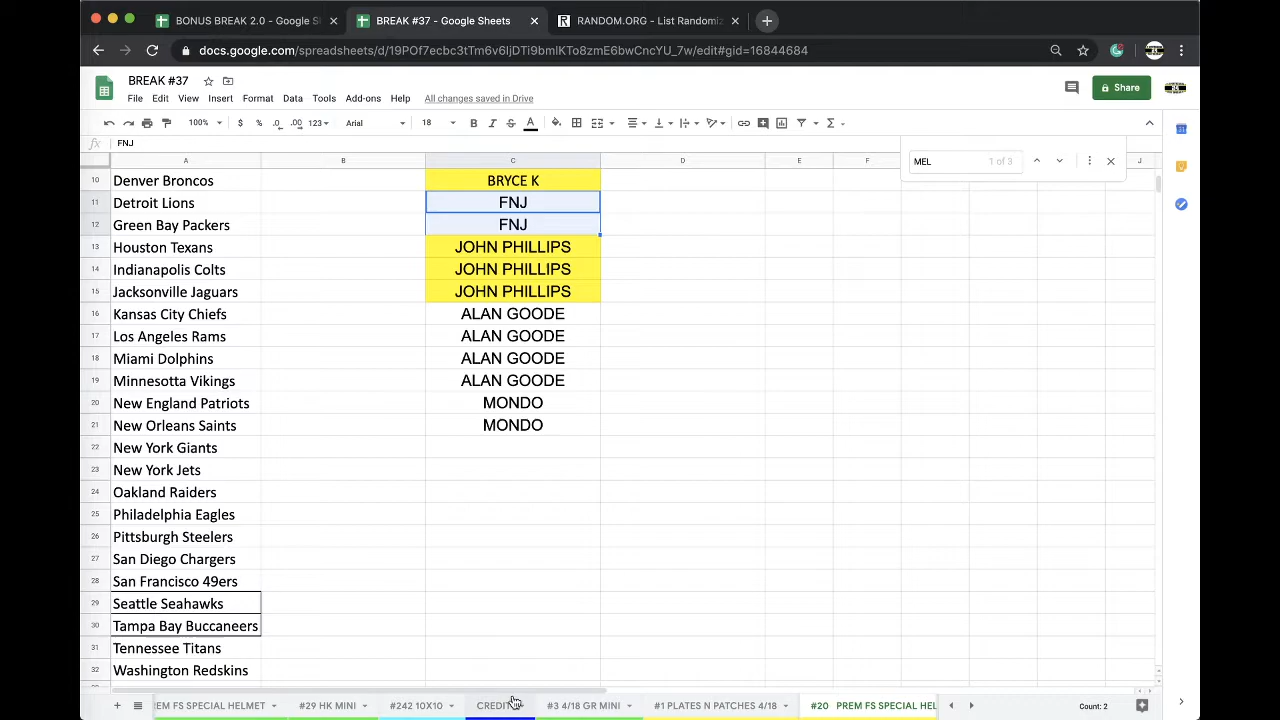 BONUS BREAK 2.0 - Google S
BREAK #37 - Google Sheets
RANDOM.ORG - List Randomiz
docs.google.com/spreadsheets/d/19POf7ecbc3tTm6v6ljDTi9bmlKTo8zmE6bwCncYU_7w/edit#gid=16844684
BREAK #37
File Edit View Insert Format Data Tools Add-ons Help All changes saved in Drive
Share
100% $ % .0 .00 123 Arial 18 B I S A
fx FNJ
MEL 1 of 3
A B C D E F J
10 Denver Broncos BRYCE K
11 Detroit Lions FNJ
12 Green Bay Packers FNJ
13 Houston Texans JOHN PHILLIPS
14 Indianapolis Colts JOHN PHILLIPS
15 Jacksonville Jaguars JOHN PHILLIPS
16 Kansas City Chiefs ALAN GOODE
17 Los Angeles Rams ALAN GOODE
18 Miami Dolphins ALAN GOODE
19 Minnesotta Vikings ALAN GOODE
20 New England Patriots MONDO
21 New Orleans Saints MONDO
22 New York Giants
23 New York Jets
24 Oakland Raiders
25 Philadelphia Eagles
26 Pittsburgh Steelers
27 San Diego Chargers
28 San Francisco 49ers
29 Seattle Seahawks
30 Tampa Bay Buccaneers
31 Tennessee Titans
32 Washington Redskins
EM FS SPECIAL HELMET #29 HK MINI #242 10X10 CREDIT #3 4/18 GR MINI #1 PLATES N PATCHES 4/18 #20 PREM FS SPECIAL HEL Count: 2